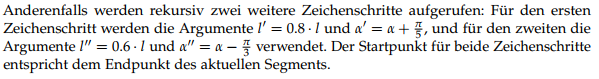 Anderenfalls werden rekursiv zwei weitere Zeichenschritte aufgerufen: Für den ersten
Zeichenschritt werden die Argumente l′ = 0.8 · l und α′ = α + π/5, und für den zweiten die
Argumente l″ = 0.6 · l und α″ = α − π/3 verwendet. Der Startpunkt für beide Zeichenschritte
entspricht dem Endpunkt des aktuellen Segments.